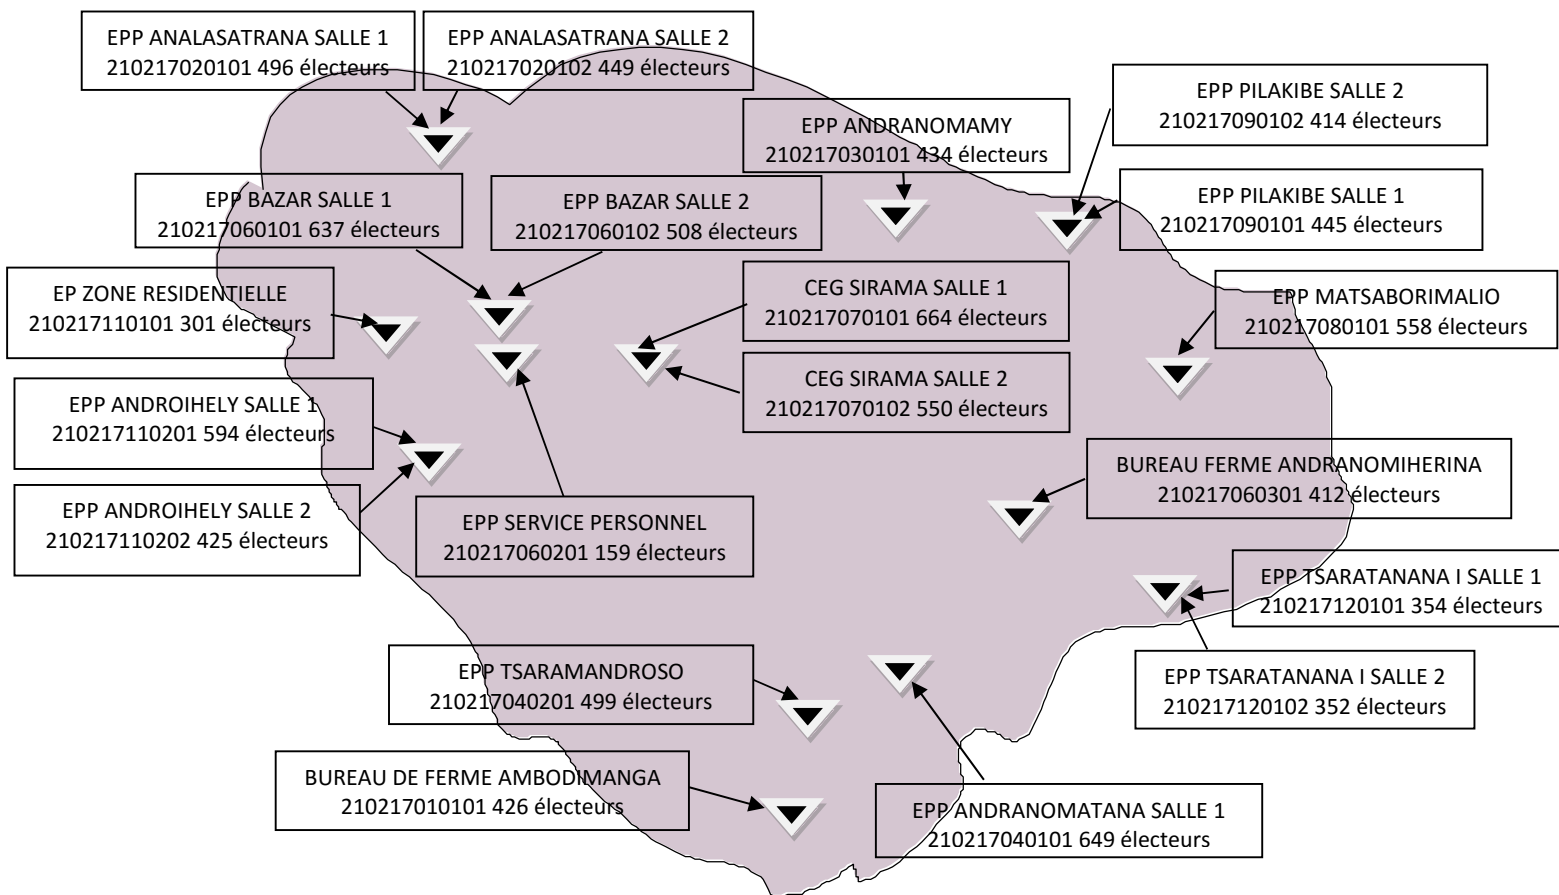 EPP ANALASATRANA SALLE 1
210217020101 496 électeurs
EPP ANALASATRANA SALLE 2
210217020102 449 électeurs
EPP PILAKIBE SALLE 2
210217090102 414 électeurs
EPP ANDRANOMAMY
210217030101 434 électeurs
EPP BAZAR SALLE 1
210217060101 637 électeurs
EPP BAZAR SALLE 2
210217060102 508 électeurs
EPP PILAKIBE SALLE 1
210217090101 445 électeurs
EP ZONE RESIDENTIELLE
210217110101 301 électeurs
CEG SIRAMA SALLE 1
210217070101 664 électeurs
EPP MATSABORIMALIO
210217080101 558 électeurs
CEG SIRAMA SALLE 2
210217070102 550 électeurs
EPP ANDROIHELY SALLE 1
210217110201 594 électeurs
BUREAU FERME ANDRANOMIHERINA
210217060301 412 électeurs
EPP ANDROIHELY SALLE 2
210217110202 425 électeurs
EPP SERVICE PERSONNEL
210217060201 159 électeurs
EPP TSARATANANA I SALLE 1
210217120101 354 électeurs
EPP TSARAMANDROSO
210217040201 499 électeurs
EPP TSARATANANA I SALLE 2
210217120102 352 électeurs
BUREAU DE FERME AMBODIMANGA
210217010101 426 électeurs
EPP ANDRANOMATANA SALLE 1
210217040101 649 électeurs